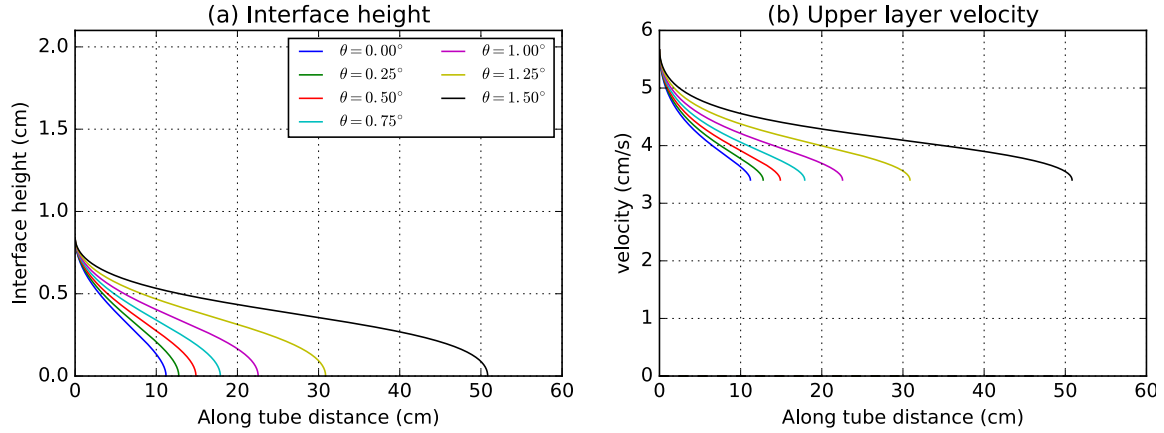 (a) Interface height
Interface height (cm)
2.0
1.5
1.0
0.5
0.0
0 10 20 30 40 50 60
Along tube distance (cm)
θ = 0.00°
θ = 0.25°
θ = 0.50°
θ = 0.75°
θ = 1.00°
θ = 1.25°
θ = 1.50°
(b) Upper layer velocity
velocity (cm/s)
6
5
4
3
2
1
0
0 10 20 30 40 50 60
Along tube distance (cm)